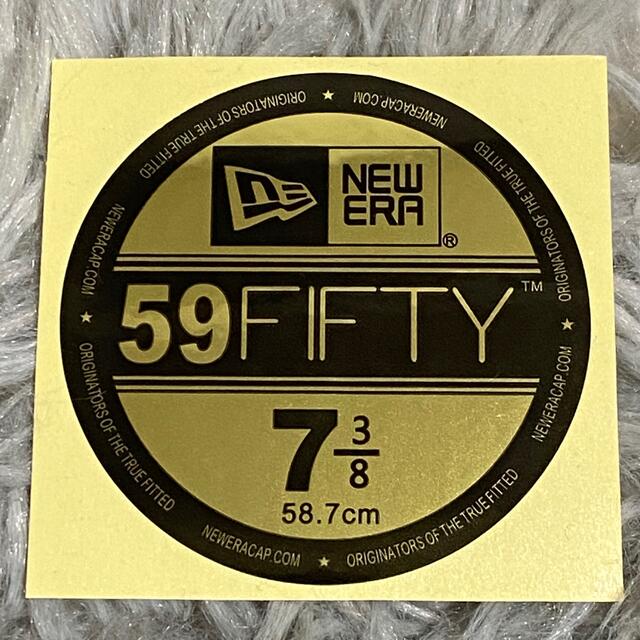 NEW
ERA
®
59FIFTY™
7 3/8
58.7cm
ORIGINATORS OF THE TRUE FITTED ★ NEWERACAP.COM
ORIGINATORS OF THE TRUE FITTED ★ NEWERACAP.COM
ORIGINATORS OF THE TRUE FITTED ★ NEWERACAP.COM
ORIGINATORS OF THE TRUE FITTED ★ NEWERACAP.COM